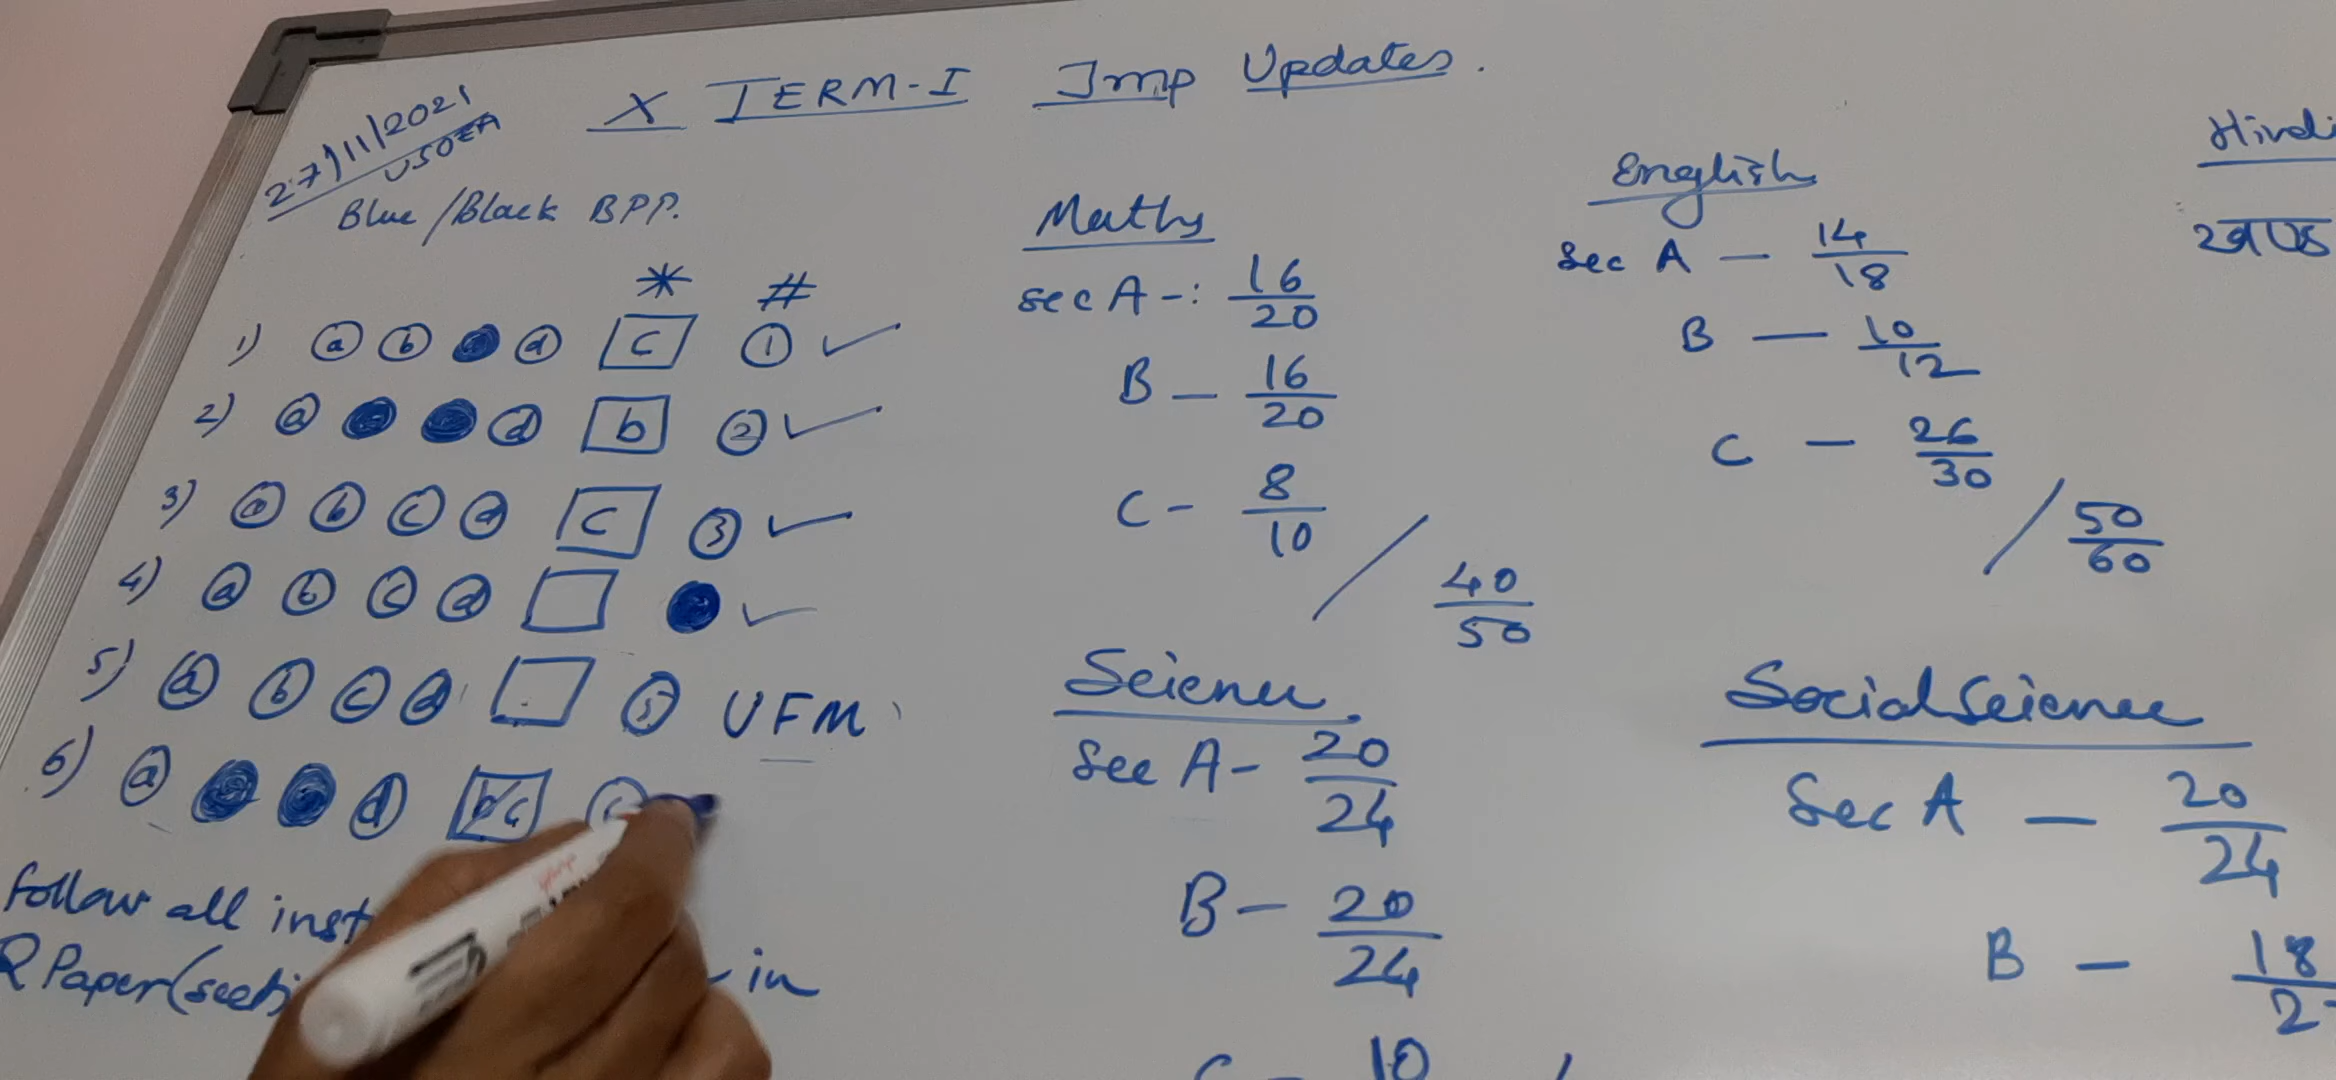 X TERM-I Imp Updates.
27/11/2021
USOEA
Blue/Black BPP.
* #
1) a b d C 1 ✓
2) a d b 2 ✓
3) a b c d C 3 ✓
4) a b c d ✓
5) a b c d 5 UFM
6) a d b/c
Follow all inst
Q Paper( in
Maths
Sec A-: 16/20
B - 16/20
C - 8/10
/ 40/50
English
Sec A - 14/18
B - 10/12
C - 26/30
/ 50/60
Hindi
खण्ड
Science
Sec A - 20/24
B - 20/24
C - 10
Social Science
Sec A - 20/24
B - 18/2